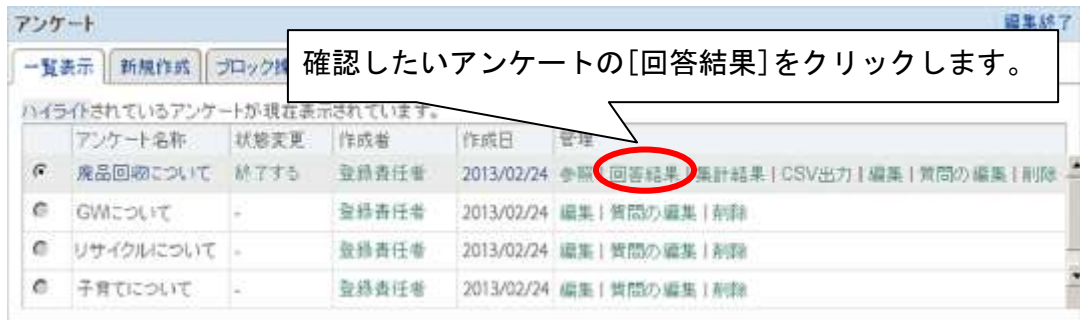 アンケート 編集終了
一覧表示 新規作成 ブロック
確認したいアンケートの[回答結果]をクリックします。
ハイライトされているアンケートが現在表示されています。
アンケート名称 状態変更 作成者 作成日 管理
廃品回収について 終了する 登録責任者 2013/02/24 参照 | 回答結果 | 集計結果 | CSV出力 | 編集 | 質問の編集 | 削除
GWについて - 登録責任者 2013/02/24 編集 | 質問の編集 | 削除
リサイクルについて - 登録責任者 2013/02/24 編集 | 質問の編集 | 削除
子育てについて - 登録責任者 2013/02/24 編集 | 質問の編集 | 削除